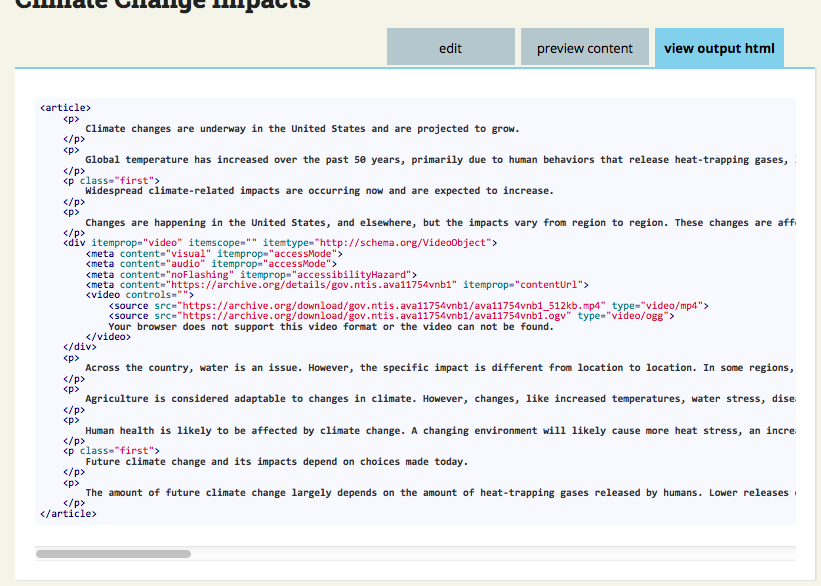 Climate Change Impacts
edit
preview content
view output html
<article>
<p>
Climate changes are underway in the United States and are projected to grow.
</p>
<p>
Global temperature has increased over the past 50 years, primarily due to human behaviors that release heat-trapping gases,
</p>
<p class="first">
Widespread climate-related impacts are occurring now and are expected to increase.
</p>
<p>
Changes are happening in the United States, and elsewhere, but the impacts vary from region to region. These changes are aff
</p>
<div itemprop="video" itemscope="" itemtype="http://schema.org/VideoObject">
<meta content="visual" itemprop="accessMode">
<meta content="audio" itemprop="accessMode">
<meta content="noFlashing" itemprop="accessibilityHazard">
<meta content="https://archive.org/details/gov.ntis.ava11754vnb1" itemprop="contentUrl">
<video controls="">
<source src="https://archive.org/download/gov.ntis.ava11754vnb1/ava11754vnb1_512kb.mp4" type="video/mp4">
<source src="https://archive.org/download/gov.ntis.ava11754vnb1/ava11754vnb1.ogv" type="video/ogg">
Your browser does not support this video format or the video can not be found.
</video>
</div>
<p>
Across the country, water is an issue. However, the specific impact is different from location to location. In some regions,
</p>
<p>
Agriculture is considered adaptable to changes in climate. However, changes, like increased temperatures, water stress, dise
</p>
<p>
Human health is likely to be affected by climate change. A changing environment will likely cause more heat stress, an incre
</p>
<p class="first">
Future climate change and its impacts depend on choices made today.
</p>
<p>
The amount of future climate change largely depends on the amount of heat-trapping gases released by humans. Lower releases
</p>
</article>